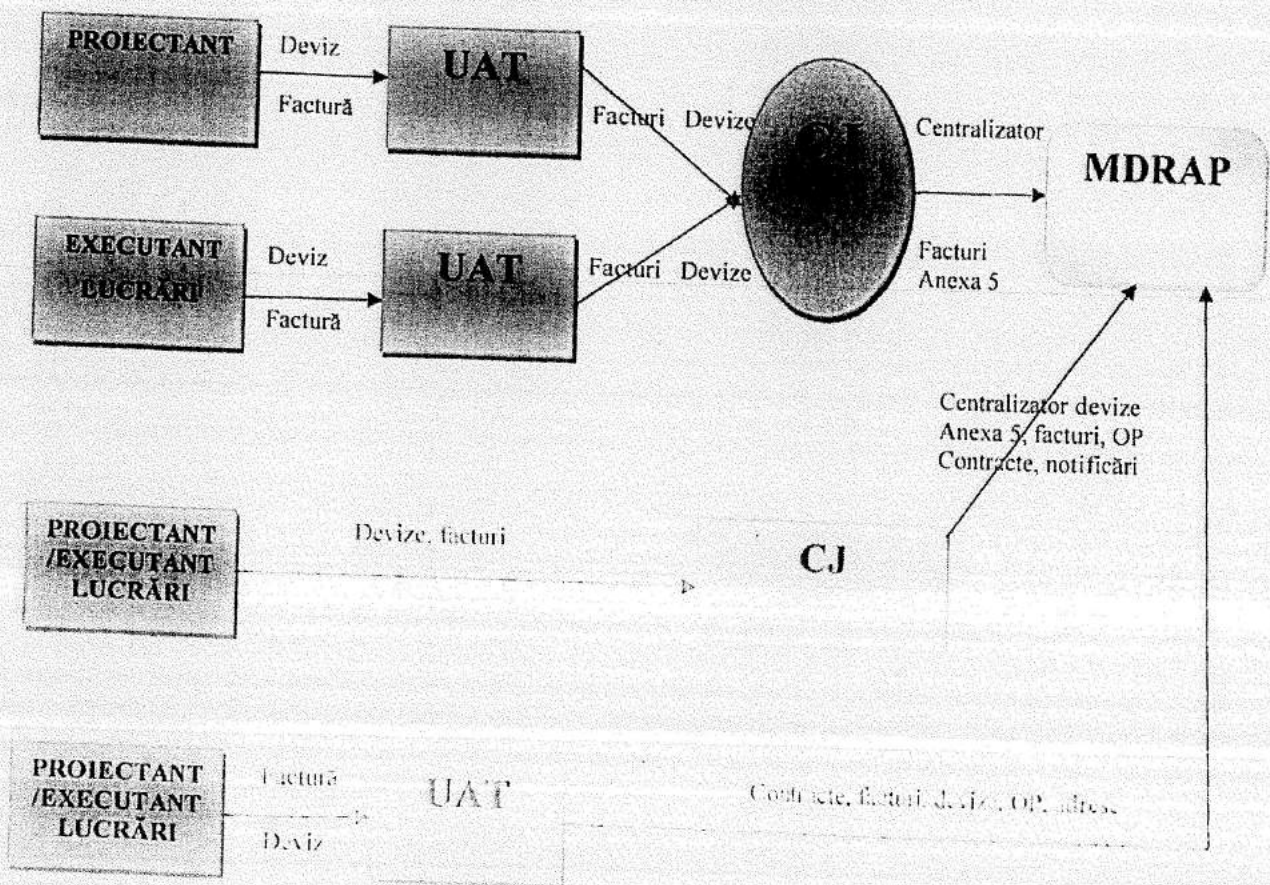 PROIECTANT
Deviz
Factură
UAT
Facturi Devize
CJ
Centralizator
Facturi
Anexa 5
MDRAP
EXECUTANT
LUCRĂRI
Deviz
Factură
UAT
Facturi Devize
Centralizator devize
Anexa 5, facturi, OP
Contracte, notificări
PROIECTANT
/EXECUTANT
LUCRĂRI
Devize, facturi
CJ
PROIECTANT
/EXECUTANT
LUCRĂRI
Factură
Deviz
UAT
Contracte, facturi, devize, OP, adrese